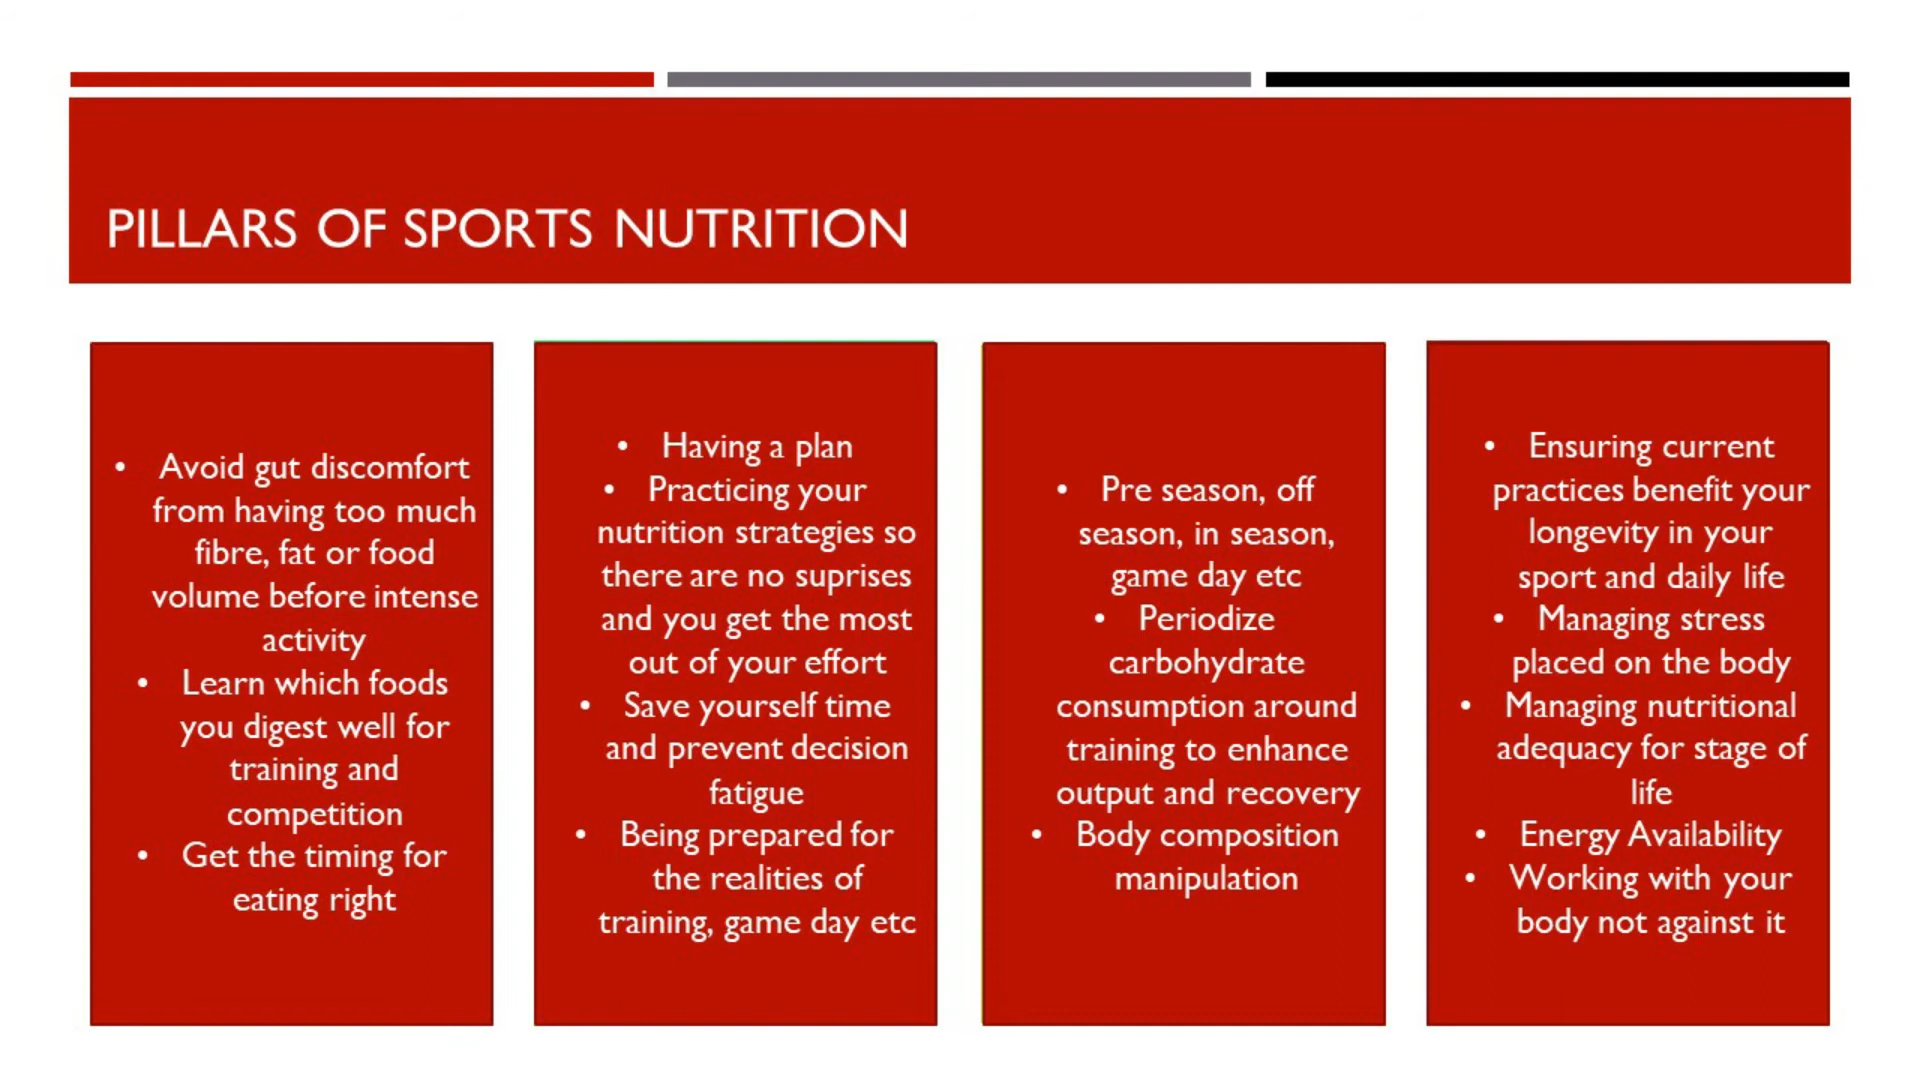 PILLARS OF SPORTS NUTRITION
• Avoid gut discomfort
from having too much
fibre, fat or food
volume before intense
activity
• Learn which foods
you digest well for
training and
competition
• Get the timing for
eating right
• Having a plan
• Practicing your
nutrition strategies so
there are no suprises
and you get the most
out of your effort
• Save yourself time
and prevent decision
fatigue
• Being prepared for
the realities of
training, game day etc
• Pre season, off
season, in season,
game day etc
• Periodize
carbohydrate
consumption around
training to enhance
output and recovery
• Body composition
manipulation
• Ensuring current
practices benefit your
longevity in your
sport and daily life
• Managing stress
placed on the body
• Managing nutritional
adequacy for stage of
life
• Energy Availability
• Working with your
body not against it